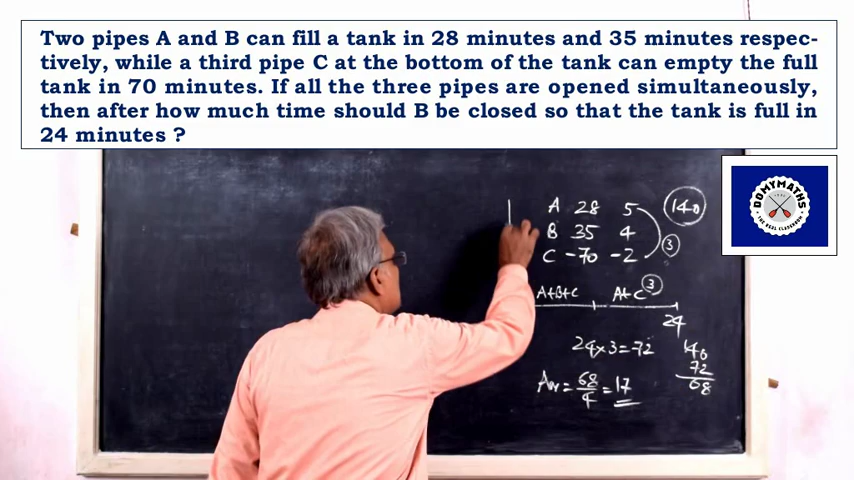 Two pipes A and B can fill a tank in 28 minutes and 35 minutes respec-
tively, while a third pipe C at the bottom of the tank can empty the full
tank in 70 minutes. If all the three pipes are opened simultaneously,
then after how much time should B be closed so that the tank is full in
24 minutes ?
DOMYMATHS
THE REEL CLASSROOM
A 28 5 140
B 35 4
C -70 -2 3
A+B+C A+C 3
24
24×3=72
140
72
68
Ans = 68/4 = 17